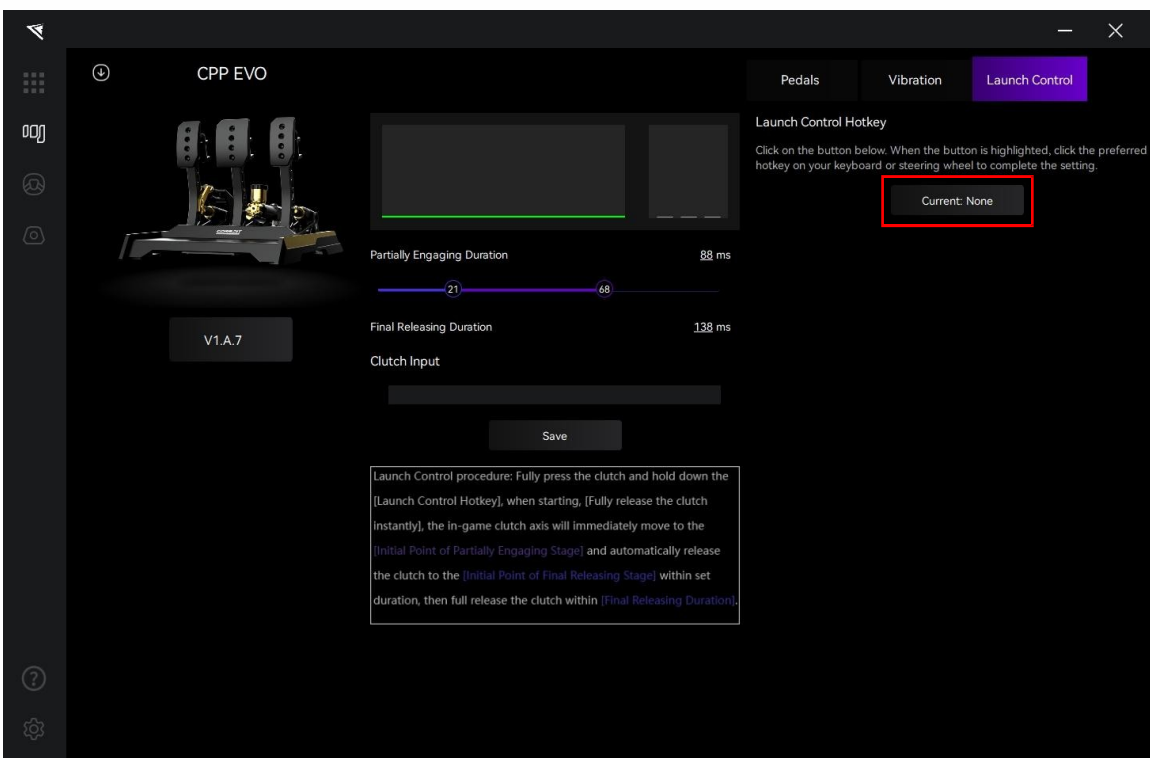 CPP EVO
V1.A.7
Partially Engaging Duration 88 ms
21 68
Final Releasing Duration 138 ms
Clutch Input
Save
Launch Control procedure: Fully press the clutch and hold down the
[Launch Control Hotkey], when starting, [Fully release the clutch
instantly], the in-game clutch axis will immediately move to the
[Initial Point of Partially Engaging Stage] and automatically release
the clutch to the [Initial Point of Final Releasing Stage] within set
duration, then full release the clutch within [Final Releasing Duration].
Pedals Vibration Launch Control
Launch Control Hotkey
Click on the button below. When the button is highlighted, click the preferred
hotkey on your keyboard or steering wheel to complete the setting.
Current: None